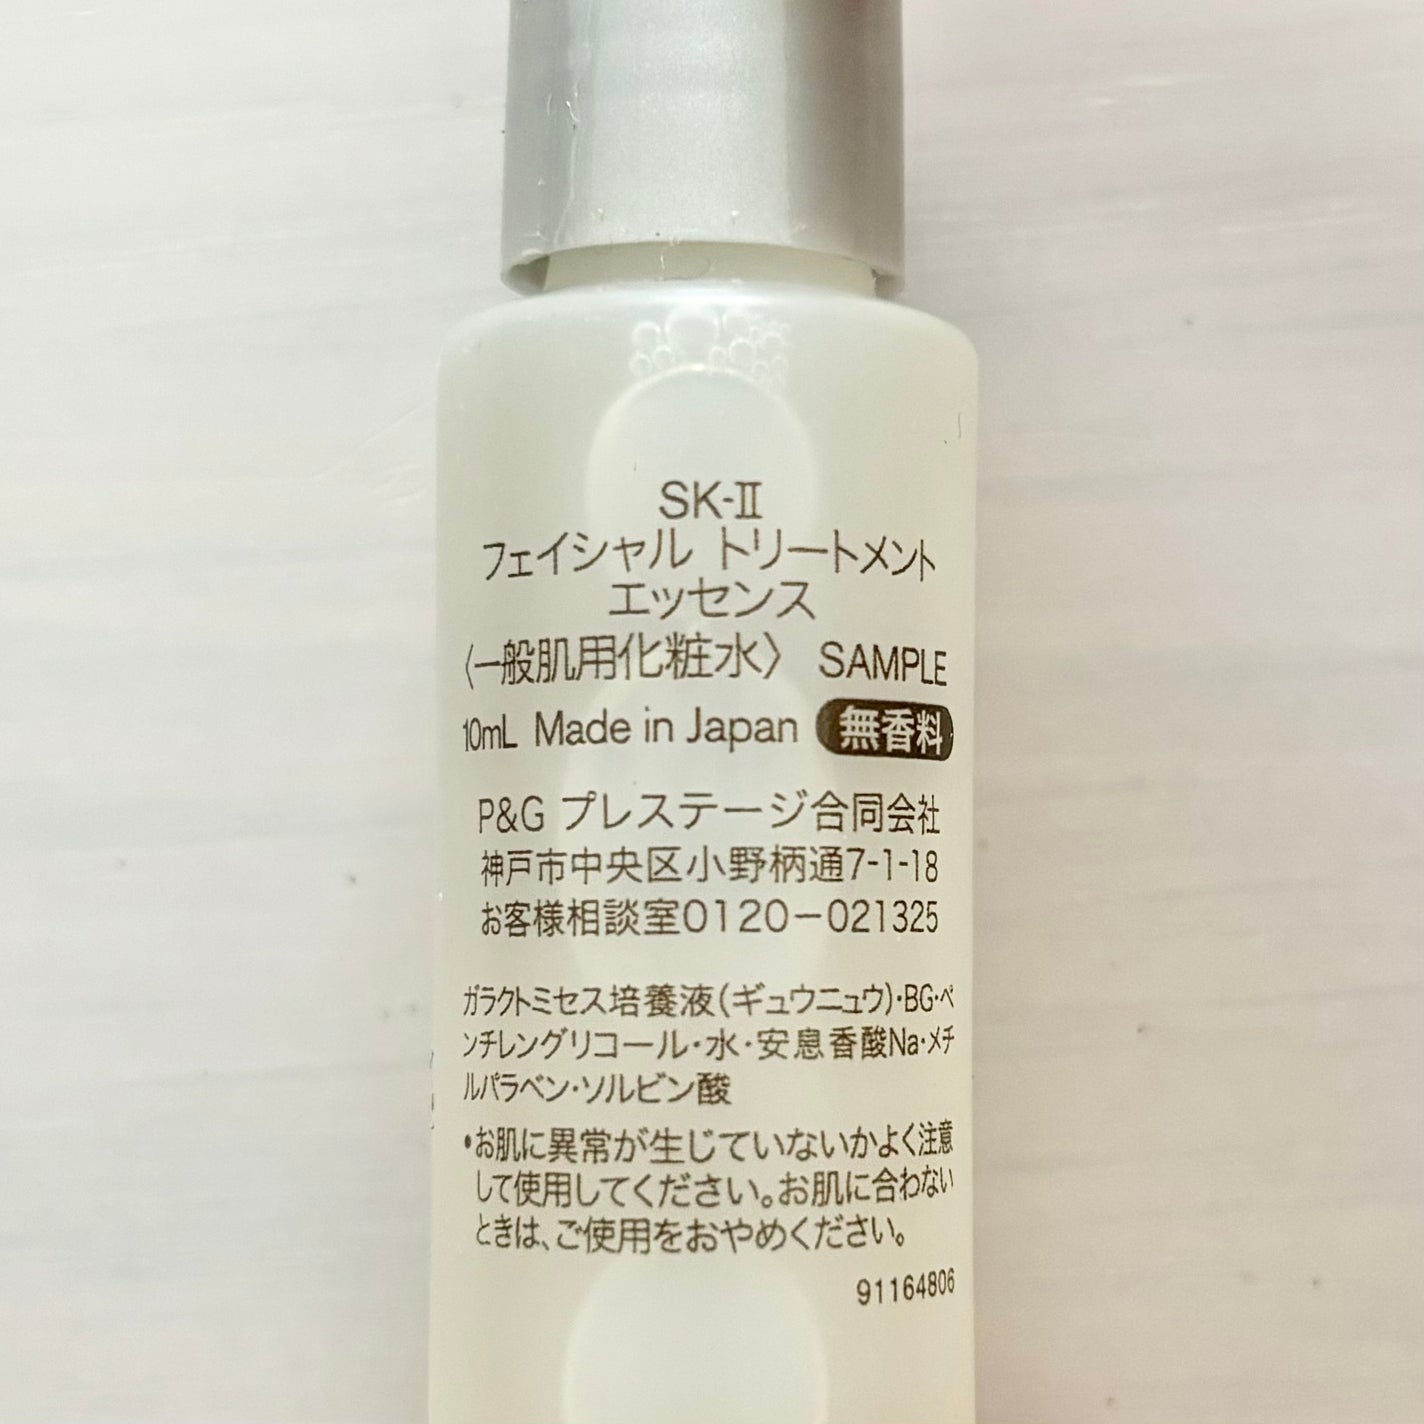 SK-Ⅱ
フェイシャル トリートメント
エッセンス
〈一般肌用化粧水〉 SAMPLE
10mL Made in Japan 無香料
P&G プレステージ合同会社
神戸市中央区小野柄通7-1-18
お客様相談室0120-021325
ガラクトミセス培養液(ギュウニュウ)・BG・ペ
ンチレングリコール・水・安息香酸Na・メチ
ルパラベン・ソルビン酸
•お肌に異常が生じていないかよく注意
して使用してください。お肌に合わない
ときは、ご使用をおやめください。
91164806